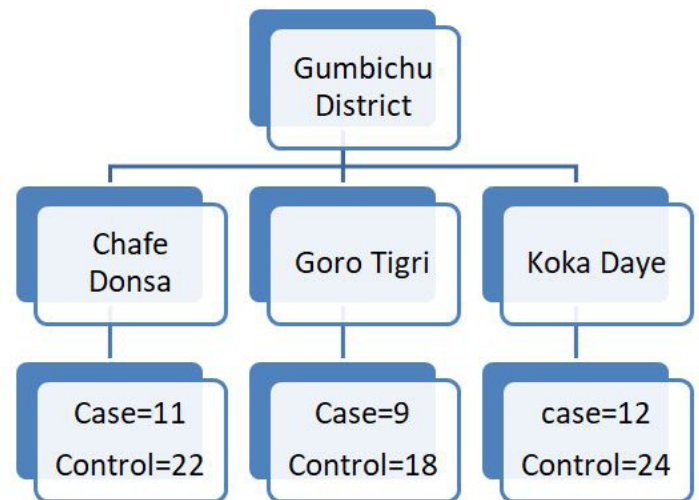 Gumbichu
District
Chafe
Donsa
Goro Tigri
Koka Daye
Case=11
Control=22
Case=9
Control=18
case=12
Control=24